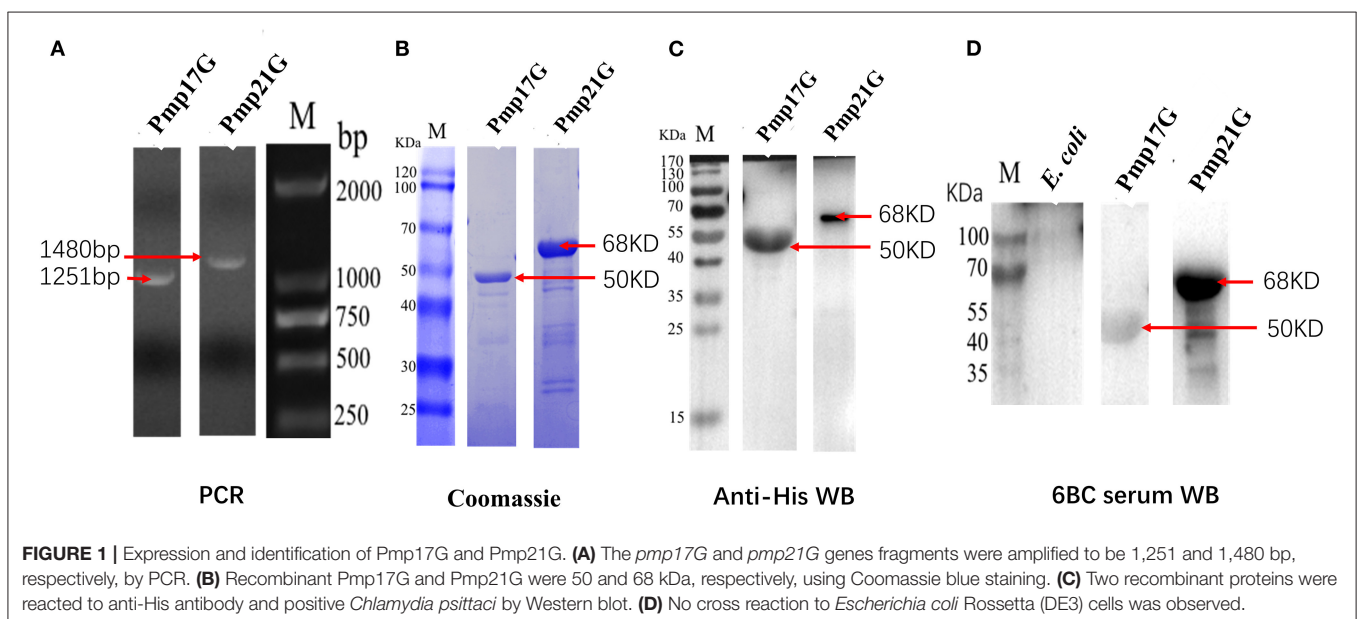 A
Pmp17G
Pmp21G
M
bp
2000
1000
750
500
250
1480bp
1251bp
PCR
B
KDa
M
Pmp17G
Pmp21G
120
100
70
50
40
30
25
68KD
50KD
Coomassie
C
KDa
M
Pmp17G
Pmp21G
170
130
100
70
55
40
35
25
15
68KD
50KD
Anti-His WB
D
KDa
M
E. coli
Pmp17G
Pmp21G
100
70
55
40
35
68KD
50KD
6BC serum WB
FIGURE 1 | Expression and identification of Pmp17G and Pmp21G. (A) The pmp17G and pmp21G genes fragments were amplified to be 1,251 and 1,480 bp,
respectively, by PCR. (B) Recombinant Pmp17G and Pmp21G were 50 and 68 kDa, respectively, using Coomassie blue staining. (C) Two recombinant proteins were
reacted to anti-His antibody and positive Chlamydia psittaci by Western blot. (D) No cross reaction to Escherichia coli Rossetta (DE3) cells was observed.